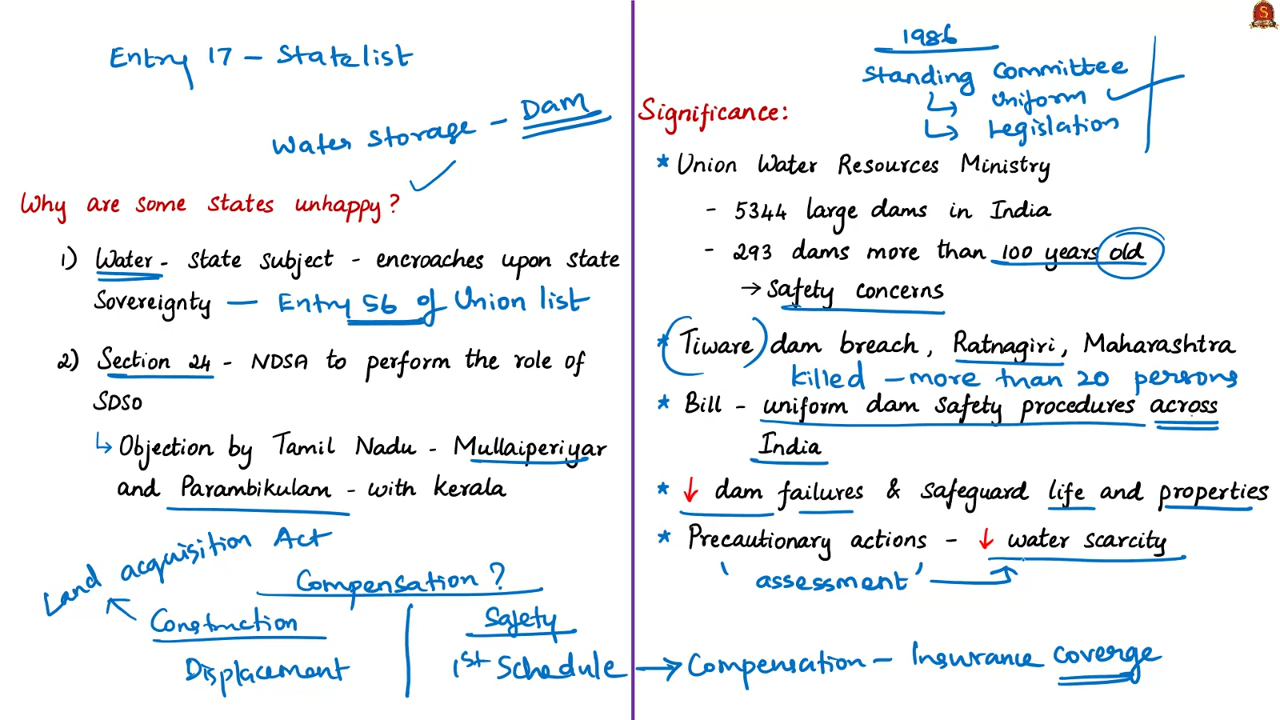 Entry 17 - State list
Water storage - Dam
Why are some states unhappy?
1) Water - state subject - encroaches upon state
Sovereignty - Entry 56 of Union list
2) Section 24 - NDSA to perform the role of
SDSO
↳ Objection by Tamil Nadu - Mullaiperiyar
and Parambikulam - with Kerala
Land acquisition Act
Compensation?
Construction
Displacement
Safety
1st Schedule → Compensation - Insurance coverge
1986
Standing Committee
↳ Uniform ✓
↳ Legislation
Significance:
* Union Water Resources Ministry
- 5344 large dams in India
- 293 dams more than 100 years old
→ Safety concerns
* (Tiware) dam breach, Ratnagiri, Maharashtra
killed - more than 20 persons
* Bill - uniform dam safety procedures across
India
* ↓ dam failures & safeguard life and properties
* Precautionary actions - ↓ water scarcity
'assessment'
S